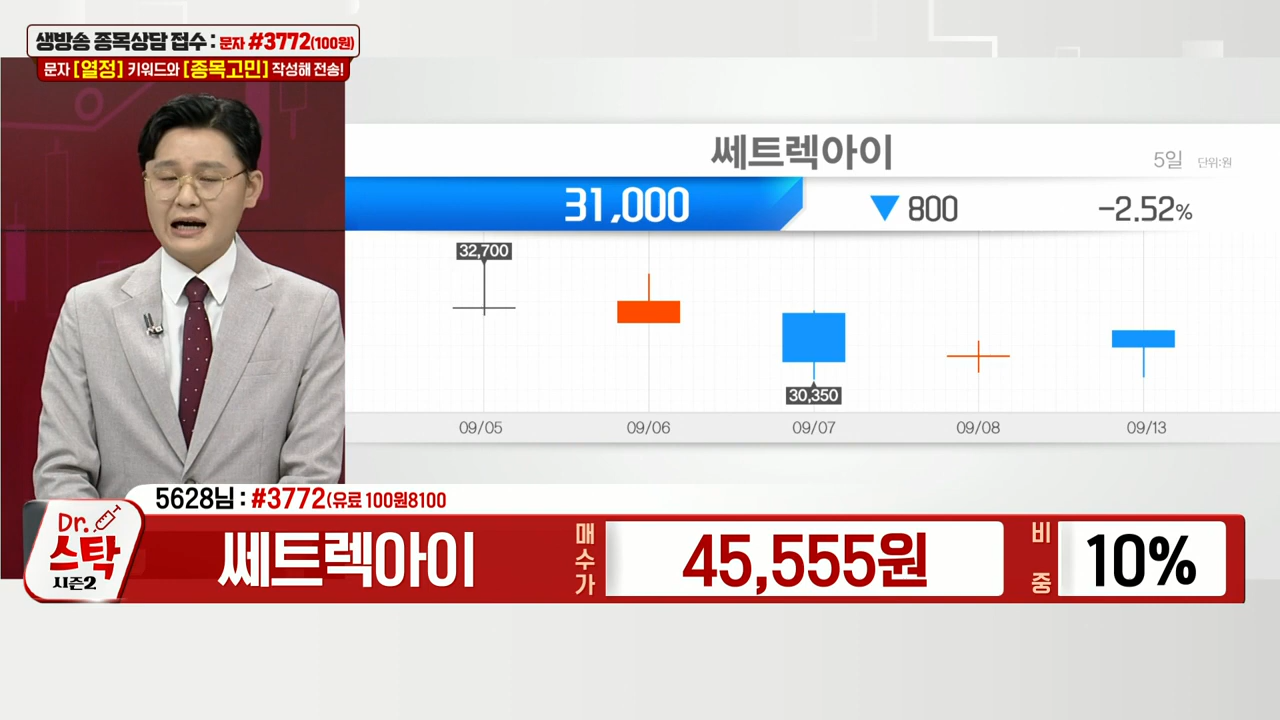 생방송 종목상담 접수 : 문자 #3772(100원)
문자 [열정] 키워드와 [종목고민] 작성해 전송!
쎄트렉아이
5일 단위:원
31,000 ▼ 800 -2.52%
32,700
30,350
09/05 09/06 09/07 09/08 09/13
5628님 : #3772(유료 100원8100
Dr. 스탁 시즌2
쎄트렉아이 매수가 45,555원 비중 10%